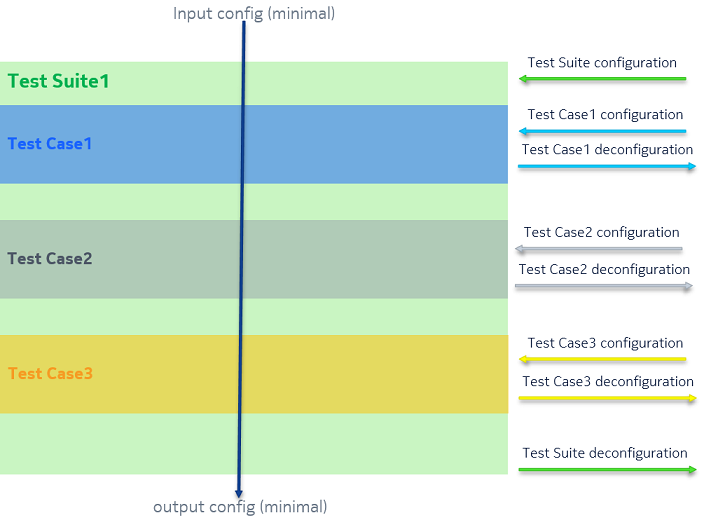 Input config (minimal)
Test Suite configuration
Test Suite1
Test Case1 configuration
Test Case1
Test Case1 deconfiguration
Test Case2 configuration
Test Case2
Test Case2 deconfiguration
Test Case3 configuration
Test Case3
Test Case3 deconfiguration
Test Suite deconfiguration
output config (minimal)